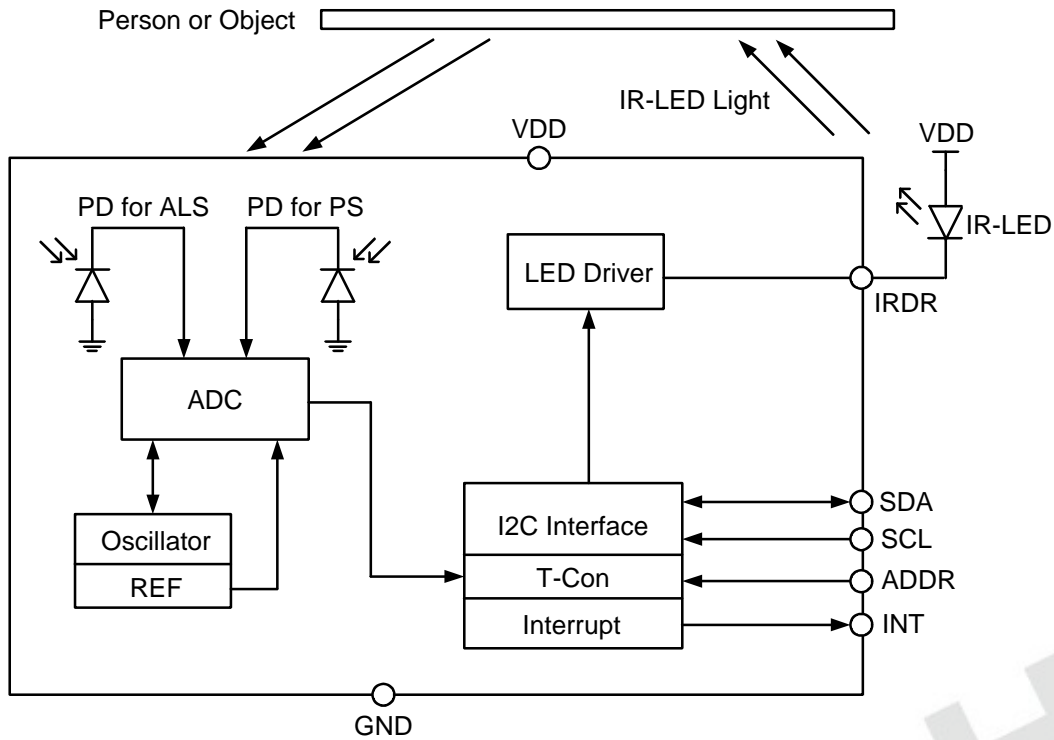 Person or Object
IR-LED Light
VDD
VDD
PD for ALS
PD for PS
IR-LED
LED Driver
IRDR
ADC
Oscillator
REF
I2C Interface
T-Con
Interrupt
SDA
SCL
ADDR
INT
GND